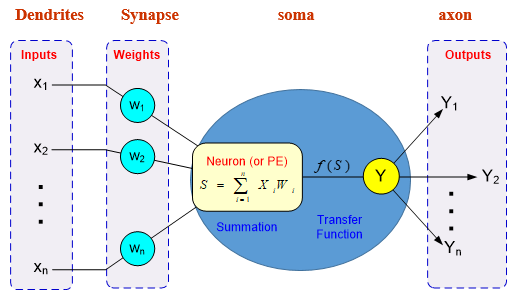 Dendrites Synapse soma axon
Inputs Weights Outputs
X1 W1 Y1
X2 W2 Neuron (or PE) f(S) Y Y2
S = n ∑ i=1 X i W i
Summation Transfer
Function
Xn Wn Yn